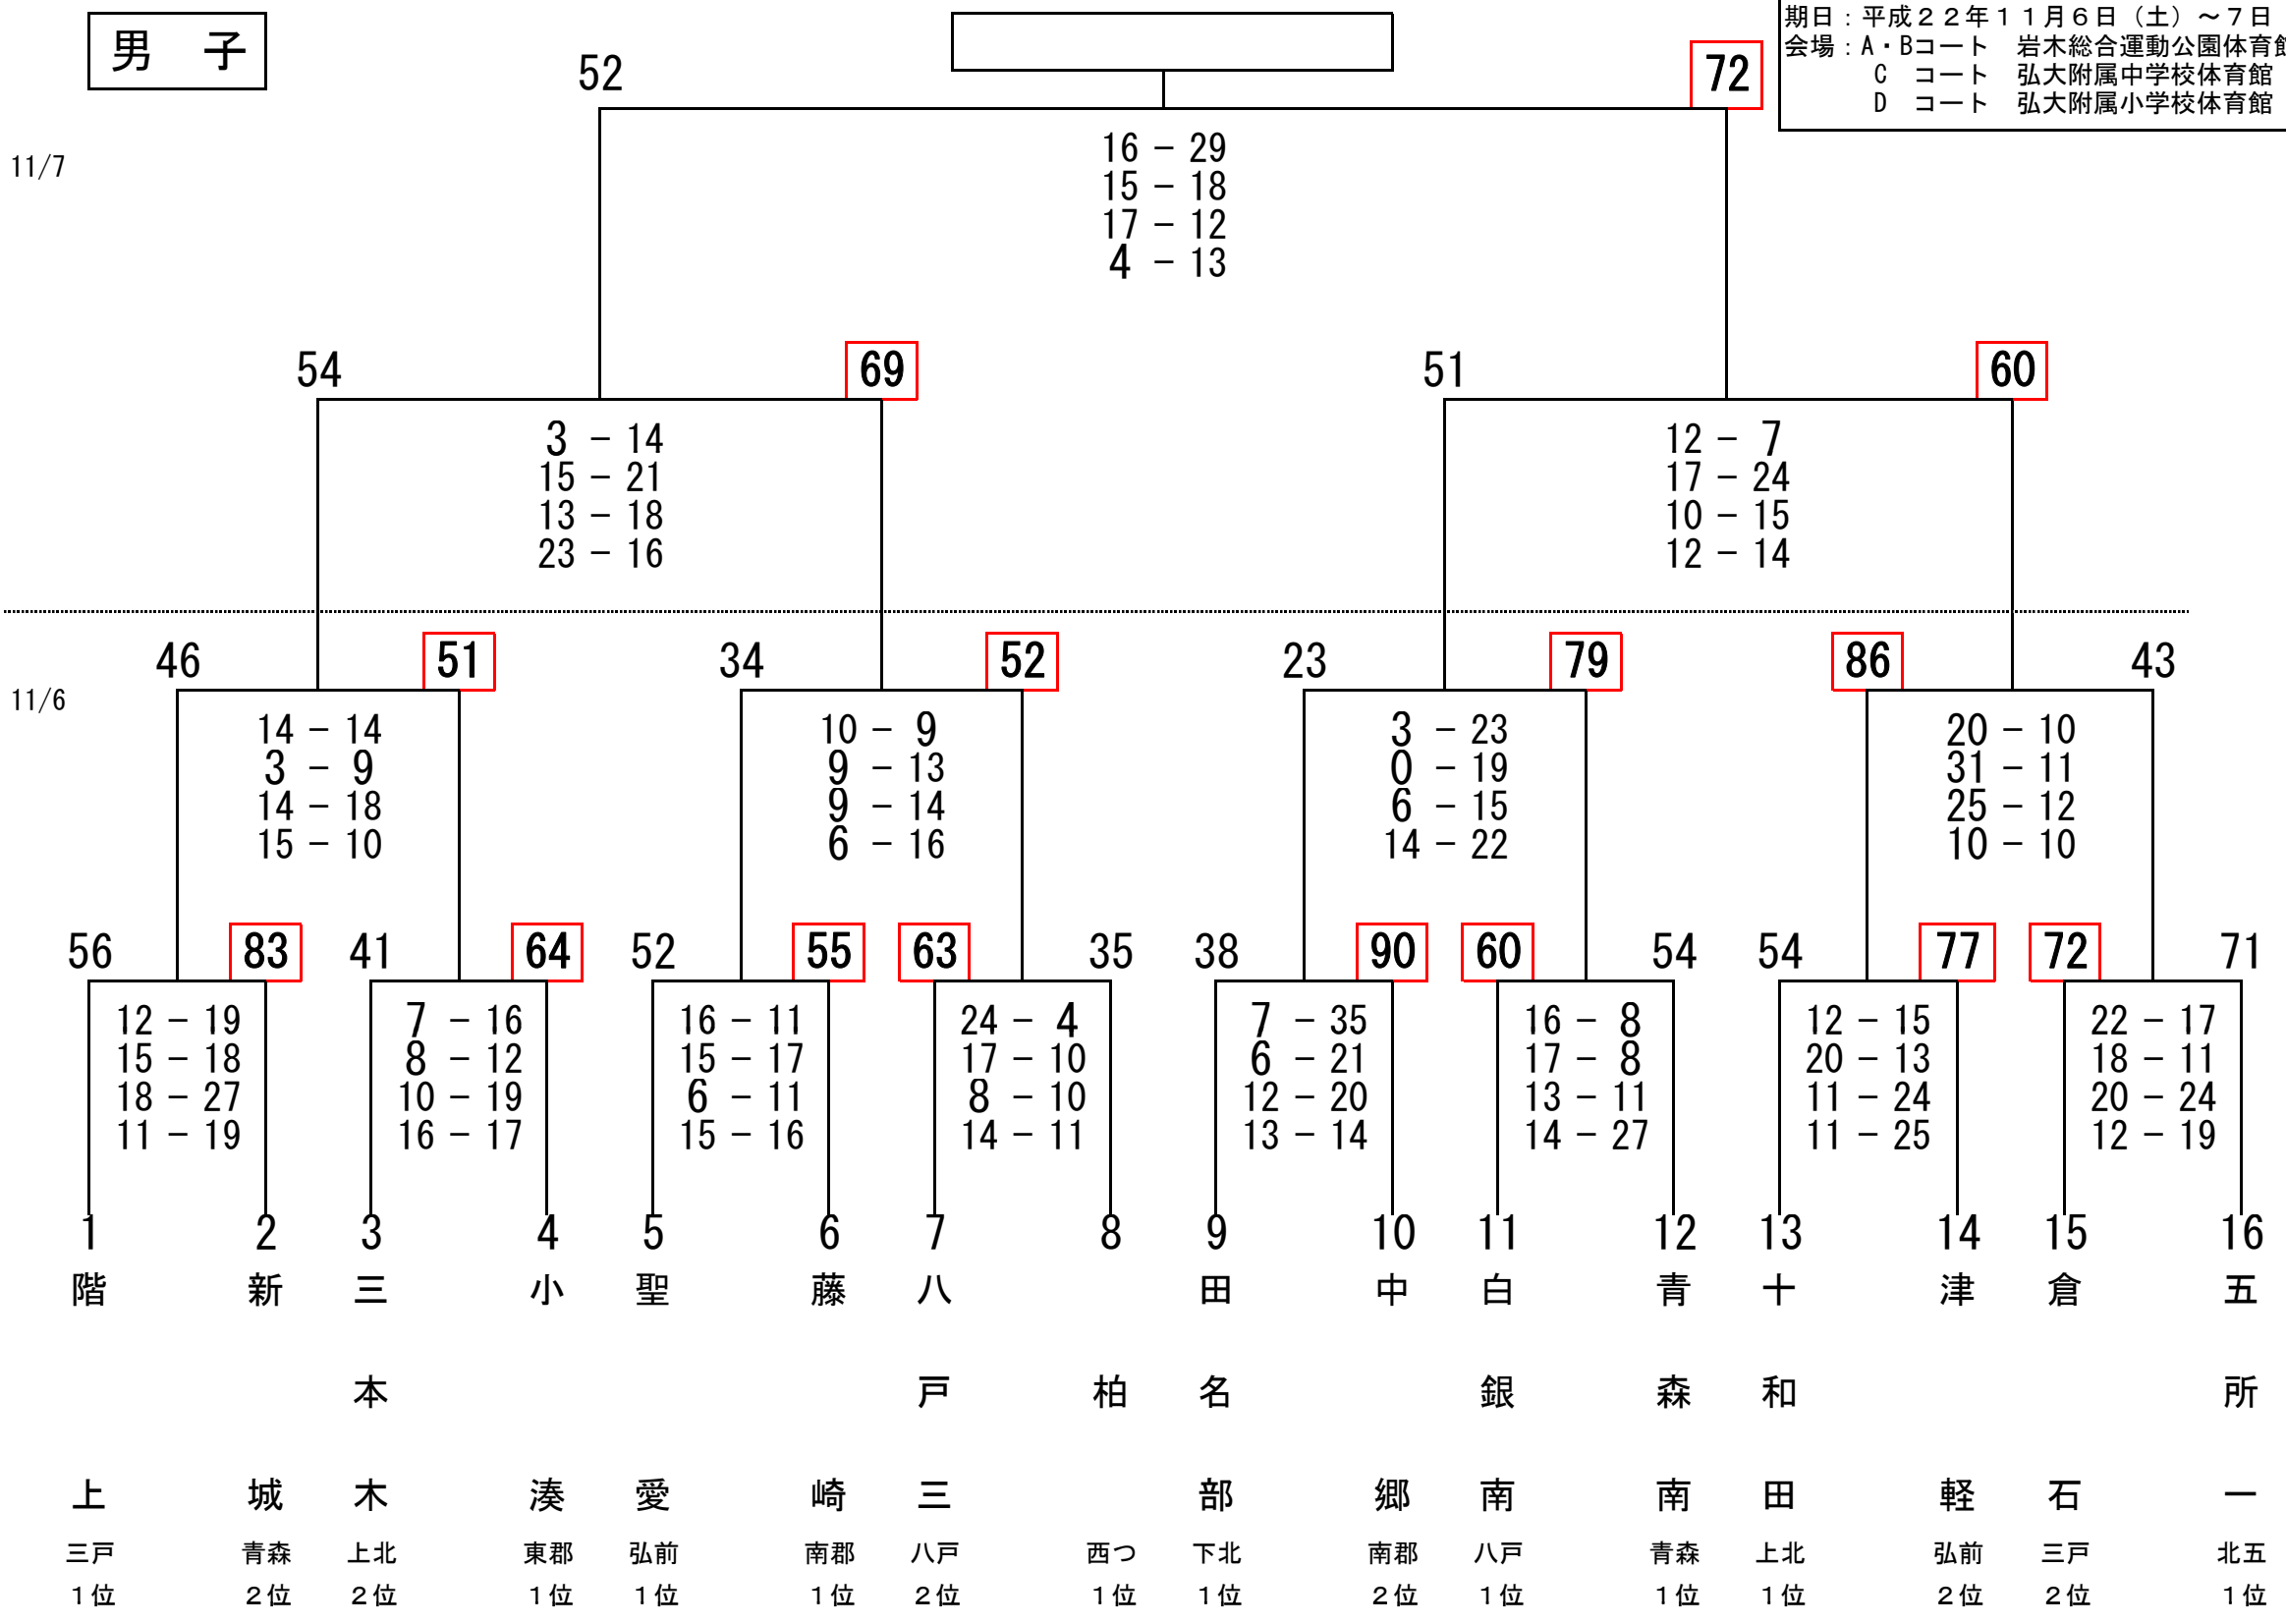 男　子
期日：平成２２年１１月６日（土）～７日
会場：A・Bコート　岩木総合運動公園体育館
C　コート　弘大附属中学校体育館
D　コート　弘大附属小学校体育館
52 72
11/7
16 － 29
15 － 18
17 － 12
4 － 13
54 69 51 60
3 － 14 12 － 7
15 － 21 17 － 24
13 － 18 10 － 15
23 － 16 12 － 14
46 51 34 52 23 79 86 43
11/6
14 － 14 10 － 9 3 － 23 20 － 10
3 － 9 9 － 13 0 － 19 31 － 11
14 － 18 9 － 14 6 － 15 25 － 12
15 － 10 6 － 16 14 － 22 10 － 10
56 83 41 64 52 55 63 35 38 90 60 54 54 77 72 71
12 － 19 7 － 16 16 － 11 24 － 4 7 － 35 16 － 8 12 － 15 22 － 17
15 － 18 8 － 12 15 － 17 17 － 10 6 － 21 17 － 8 20 － 13 18 － 11
18 － 27 10 － 19 6 － 11 8 － 10 12 － 20 13 － 11 11 － 24 20 － 24
11 － 19 16 － 17 15 － 16 14 － 11 13 － 14 14 － 27 11 － 25 12 － 19
1 2 3 4 5 6 7 8 9 10 11 12 13 14 15 16
階上
新城
三本木
小湊
聖愛
藤崎
八戸三
柏
田名部
中郷
白銀南
青森南
十和田
津軽
倉石
五所一
三戸 青森 上北 東郡 弘前 南郡 八戸 西つ 下北 南郡 八戸 青森 上北 弘前 三戸 北五
１位 ２位 ２位 １位 １位 １位 ２位 １位 １位 ２位 １位 １位 １位 ２位 ２位 １位